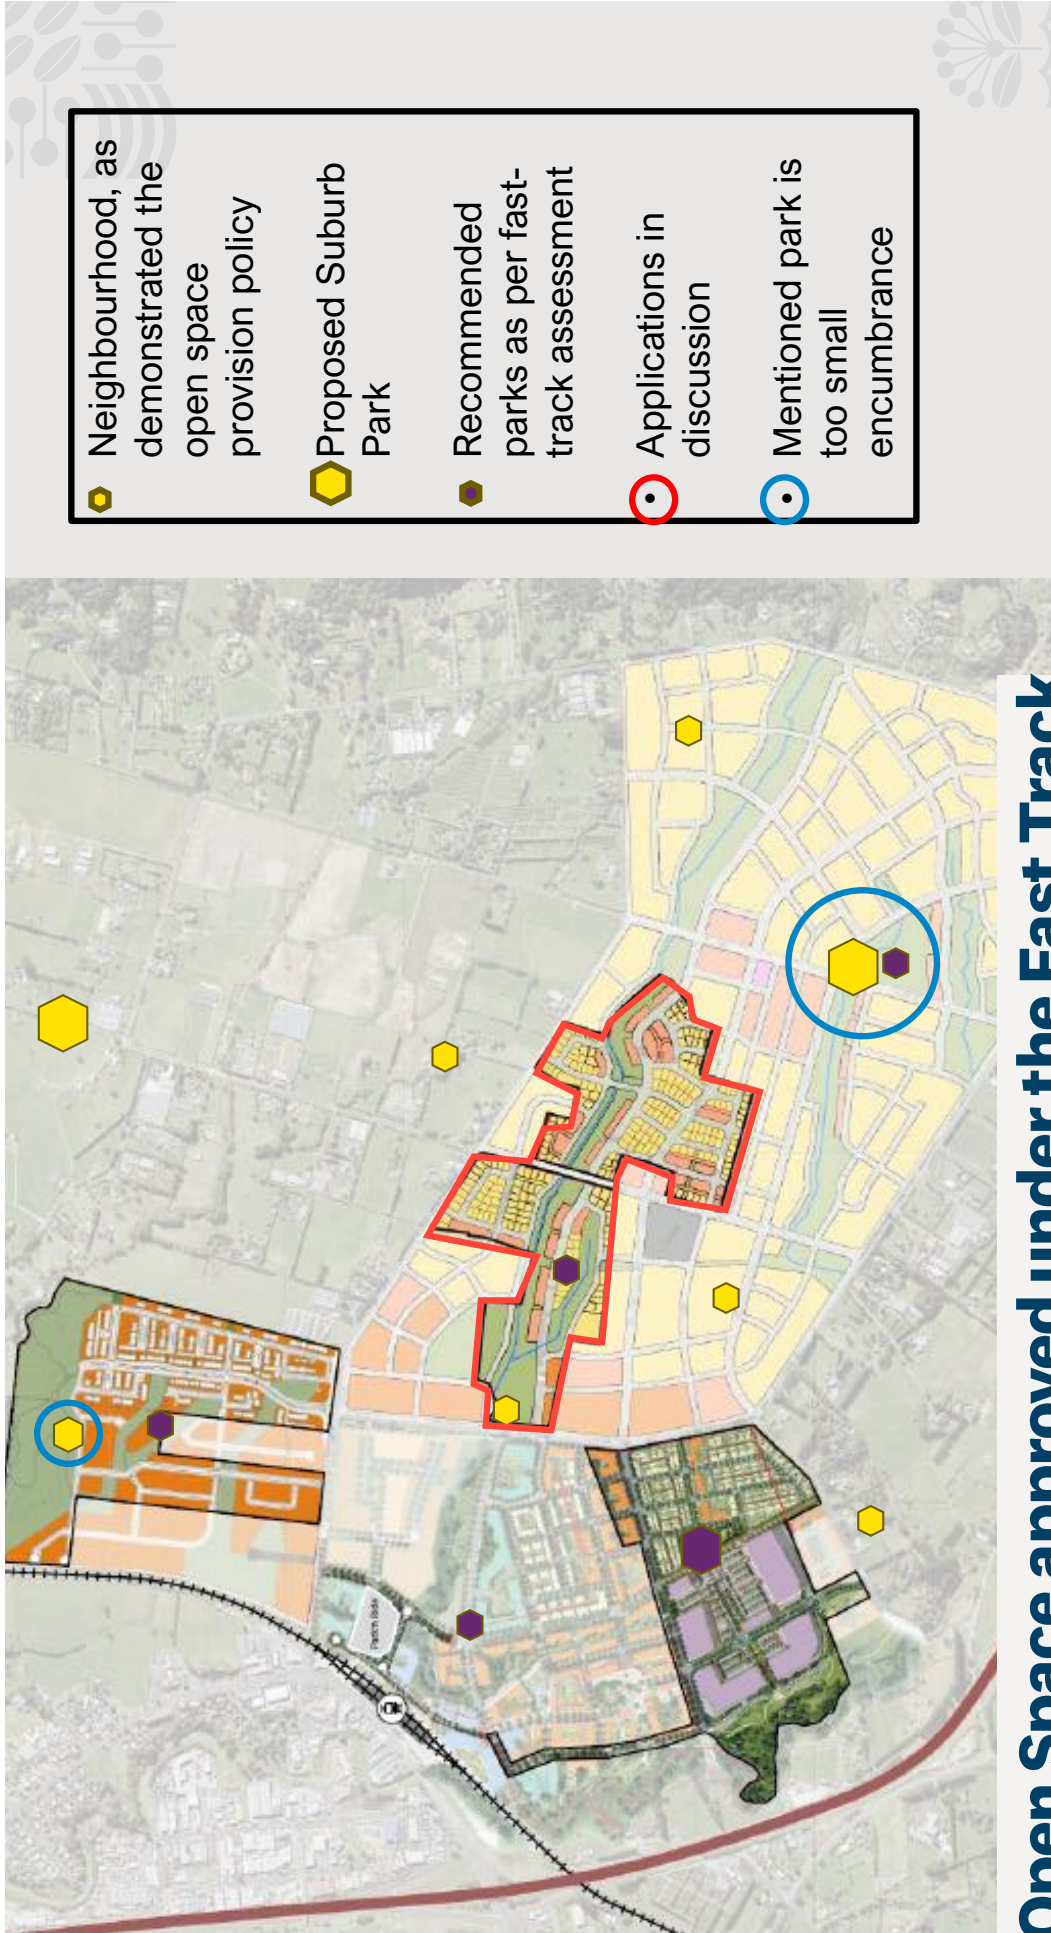 Neighbourhood, as
demonstrated the
open space
provision policy
Proposed Suburb
Park
Recommended
parks as per fast-
track assessment
• Applications in
discussion
• Mentioned park is
too small
encumbrance
Open Space approved under the Fast Track